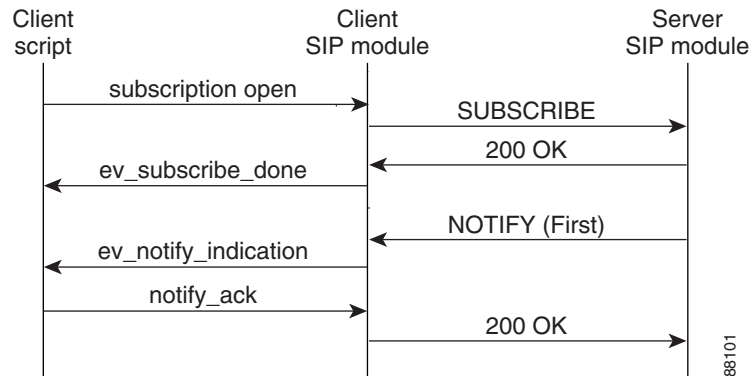 Client
script
Client
SIP module
Server
SIP module
subscription open
SUBSCRIBE
200 OK
ev_subscribe_done
NOTIFY (First)
ev_notify_indication
notify_ack
200 OK
88101